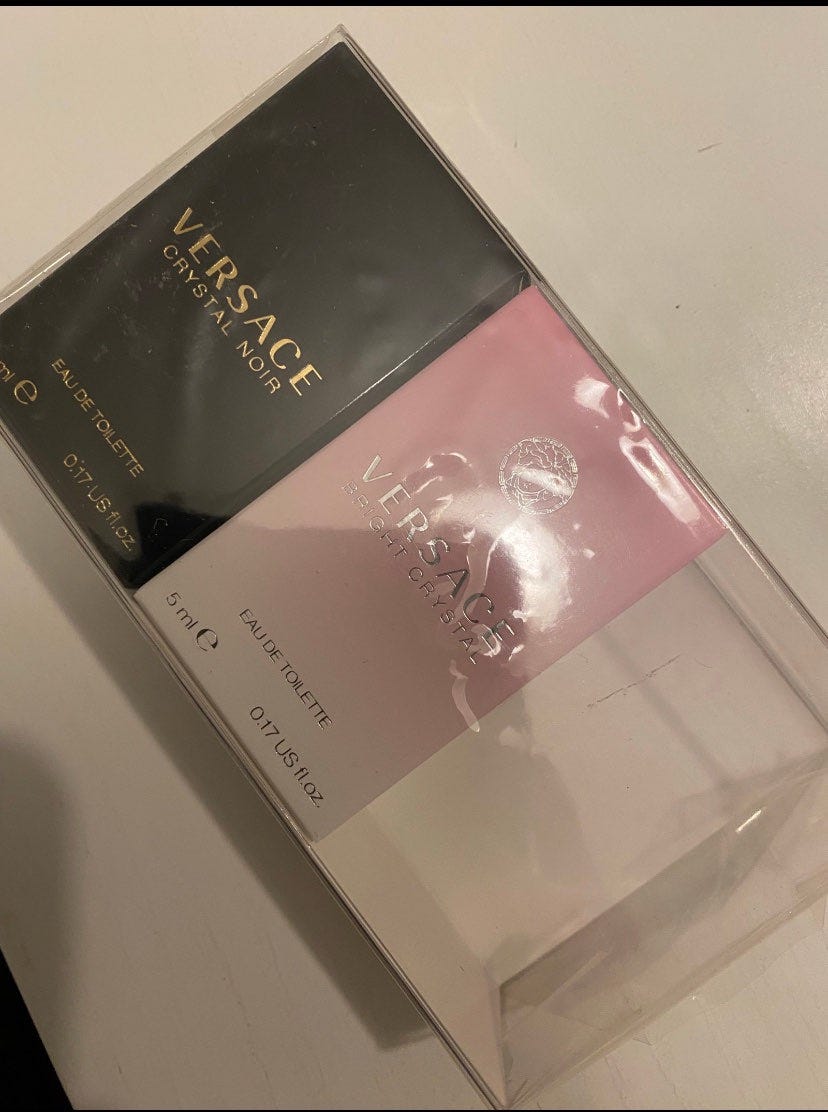 VERSACE
CRYSTAL NOIR
ml e
EAU DE TOILETTE
0.17 US fl.oz.
VERSACE
BRIGHT CRYSTAL
5 ml e
EAU DE TOILETTE
0.17 US fl.oz.